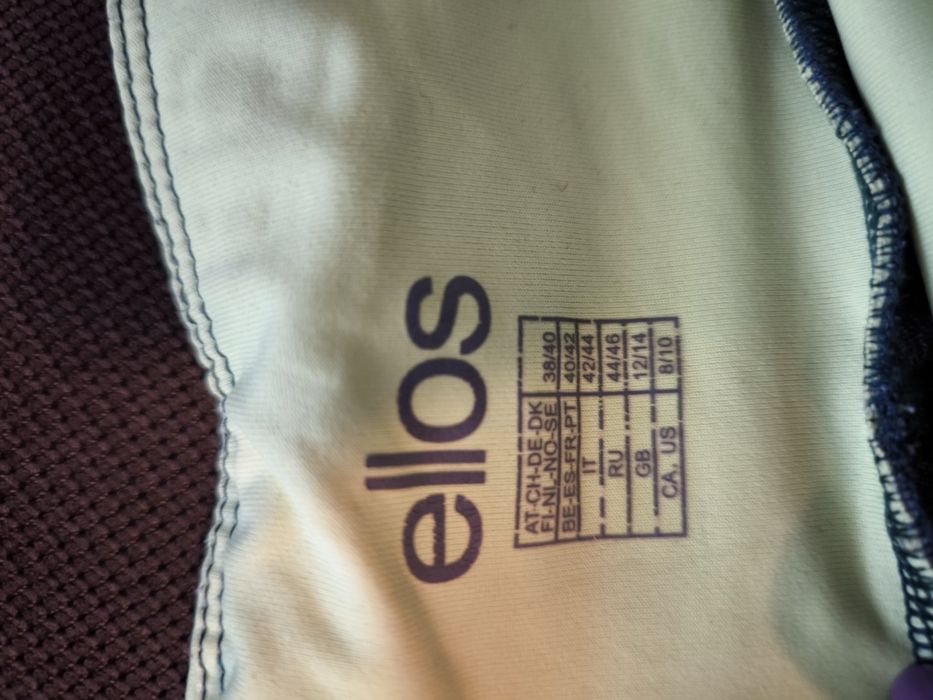 ellos
AT-CH-DE-DK
FI-NL-NO-SE 38/40
BE-ES-FR-PT 40/42
IT 42/44
RU 44/46
GB 12/14
CA, US 8/10